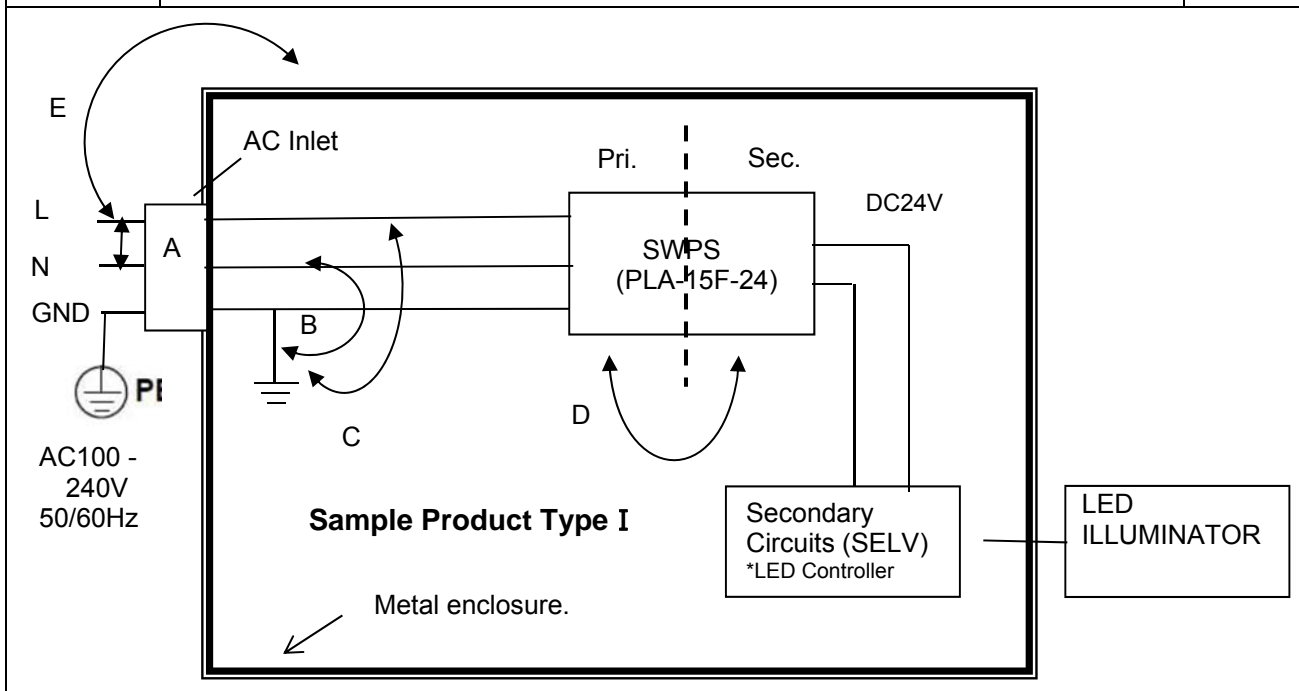 E
AC Inlet
Pri.
Sec.
L
A
DC24V
N
SWPS
(PLA-15F-24)
GND
B
PE
D
C
AC100 -
240V
50/60Hz
Sample Product Type I
Secondary
Circuits (SELV)
*LED Controller
LED
ILLUMINATOR
Metal enclosure.